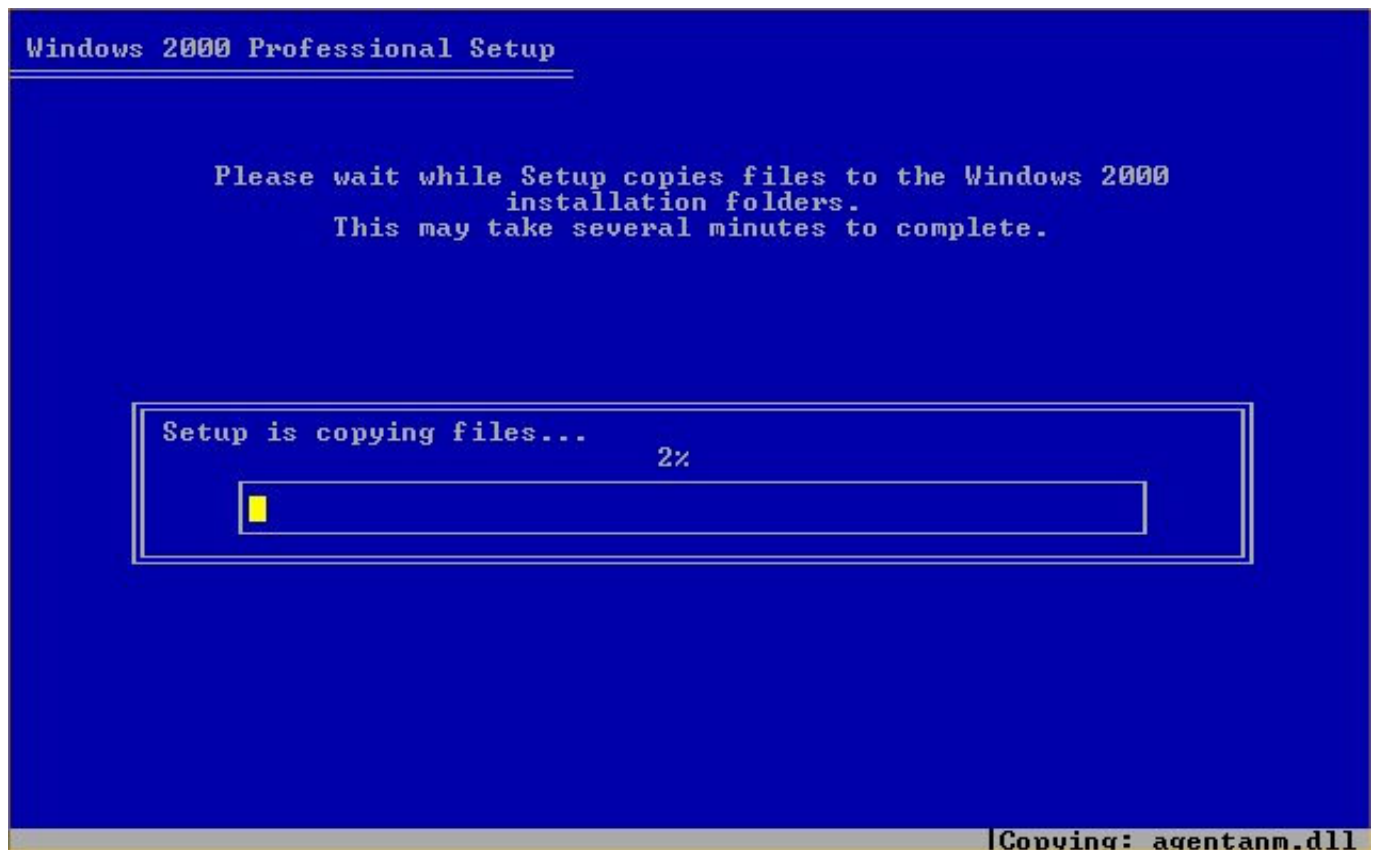 Windows 2000 Professional Setup
Please wait while Setup copies files to the Windows 2000
installation folders.
This may take several minutes to complete.
Setup is copying files...
2%
Copying: agentanm.dll